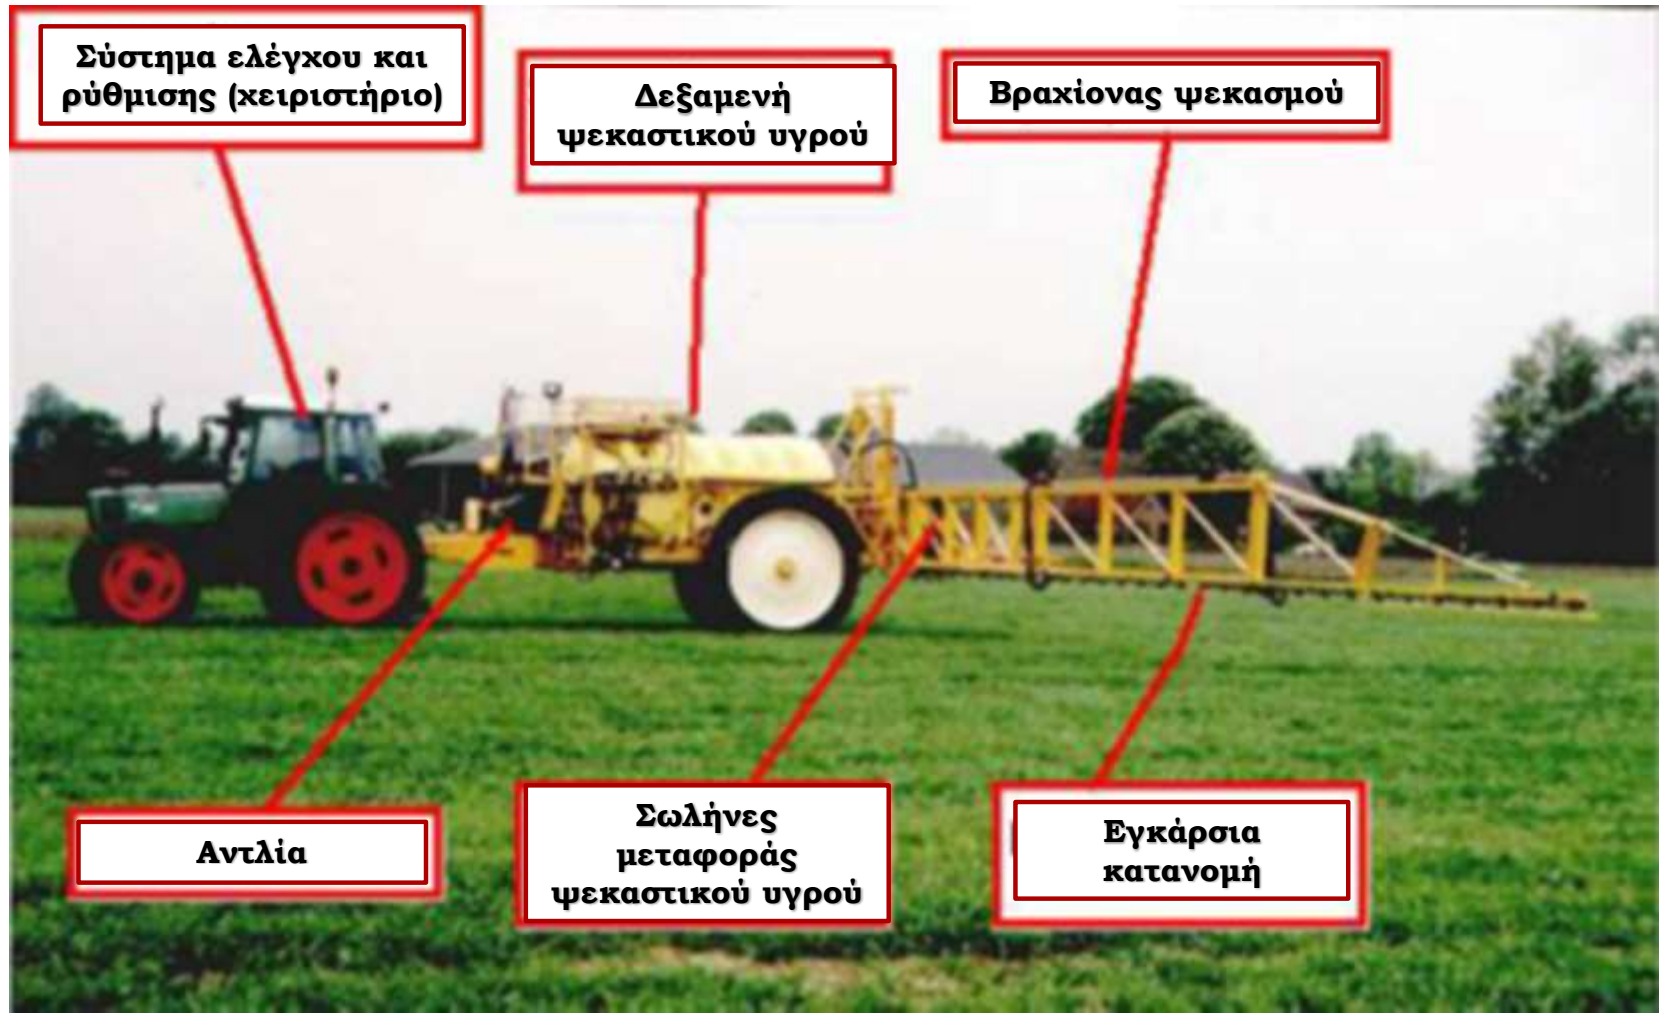 Σύστημα ελέγχου και
ρύθμισης (χειριστήριο)
Δεξαμενή
ψεκαστικού υγρού
Βραχίονας ψεκασμού
Αντλία
Σωλήνες
μεταφοράς
ψεκαστικού υγρού
Εγκάρσια
κατανομή